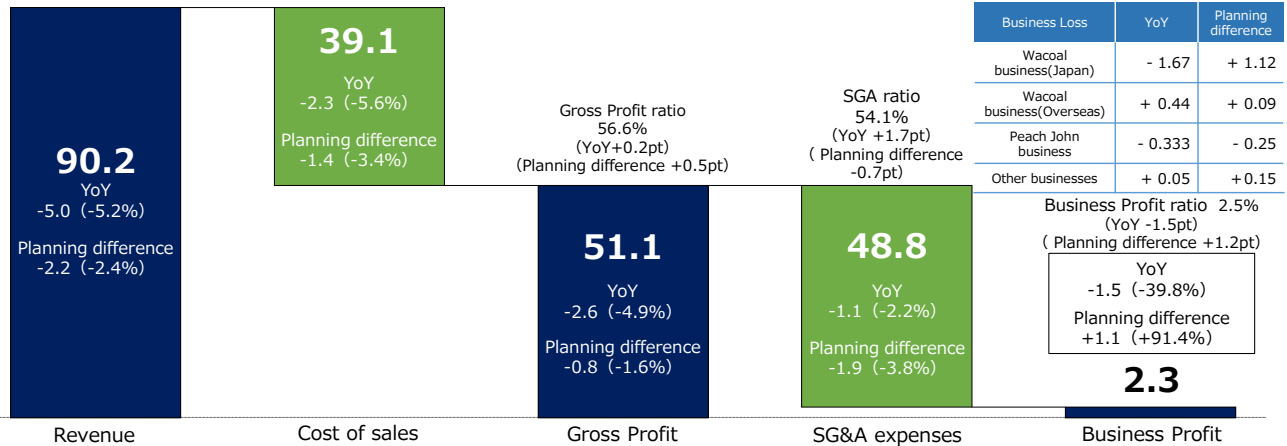 90.2
YoY
-5.0（-5.2%）
Planning difference
-2.2（-2.4%）
Revenue
39.1
YoY
-2.3（-5.6%）
Planning difference
-1.4（-3.4%）
Cost of sales
Gross Profit ratio
56.6%
(YoY+0.2pt)
(Planning difference +0.5pt)
51.1
YoY
-2.6（-4.9%）
Planning difference
-0.8（-1.6%）
Gross Profit
SGA ratio
54.1%
(YoY +1.7pt)
( Planning difference
-0.7pt)
48.8
YoY
-1.1（-2.2%）
Planning difference
-1.9（-3.8%）
SG&A expenses
Business Loss YoY Planning
difference
Wacoal
business(Japan) - 1.67 + 1.12
Wacoal
business(Overseas) + 0.44 + 0.09
Peach John
business - 0.333 - 0.25
Other businesses + 0.05 +0.15
Business Profit ratio 2.5%
(YoY -1.5pt)
( Planning difference +1.2pt)
YoY
-1.5（-39.8%）
Planning difference
+1.1（+91.4%）
2.3
Business Profit